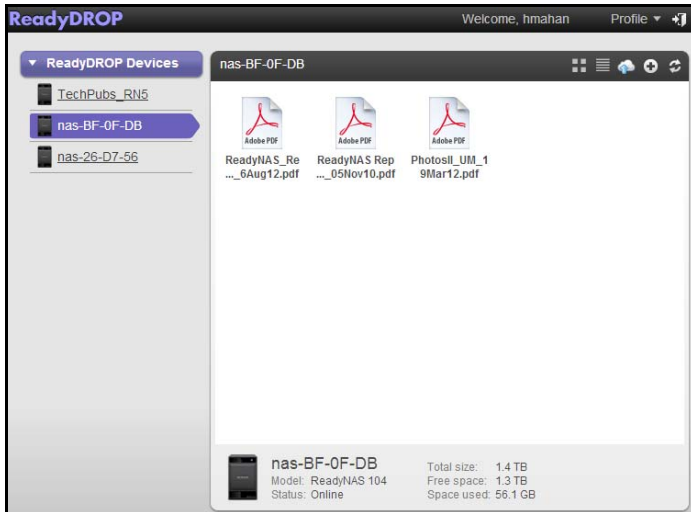 ReadyDROP
Welcome, hmahan Profile
ReadyDROP Devices
TechPubs_RN5
nas-BF-0F-DB
nas-26-D7-56
nas-BF-0F-DB
Adobe PDF
ReadyNAS_Re
..._6Aug12.pdf
Adobe PDF
ReadyNAS Rep
..._05Nov10.pdf
Adobe PDF
PhotosII_UM_1
9Mar12.pdf
nas-BF-0F-DB
Model: ReadyNAS 104
Status: Online
Total size: 1.4 TB
Free space: 1.3 TB
Space used: 56.1 GB